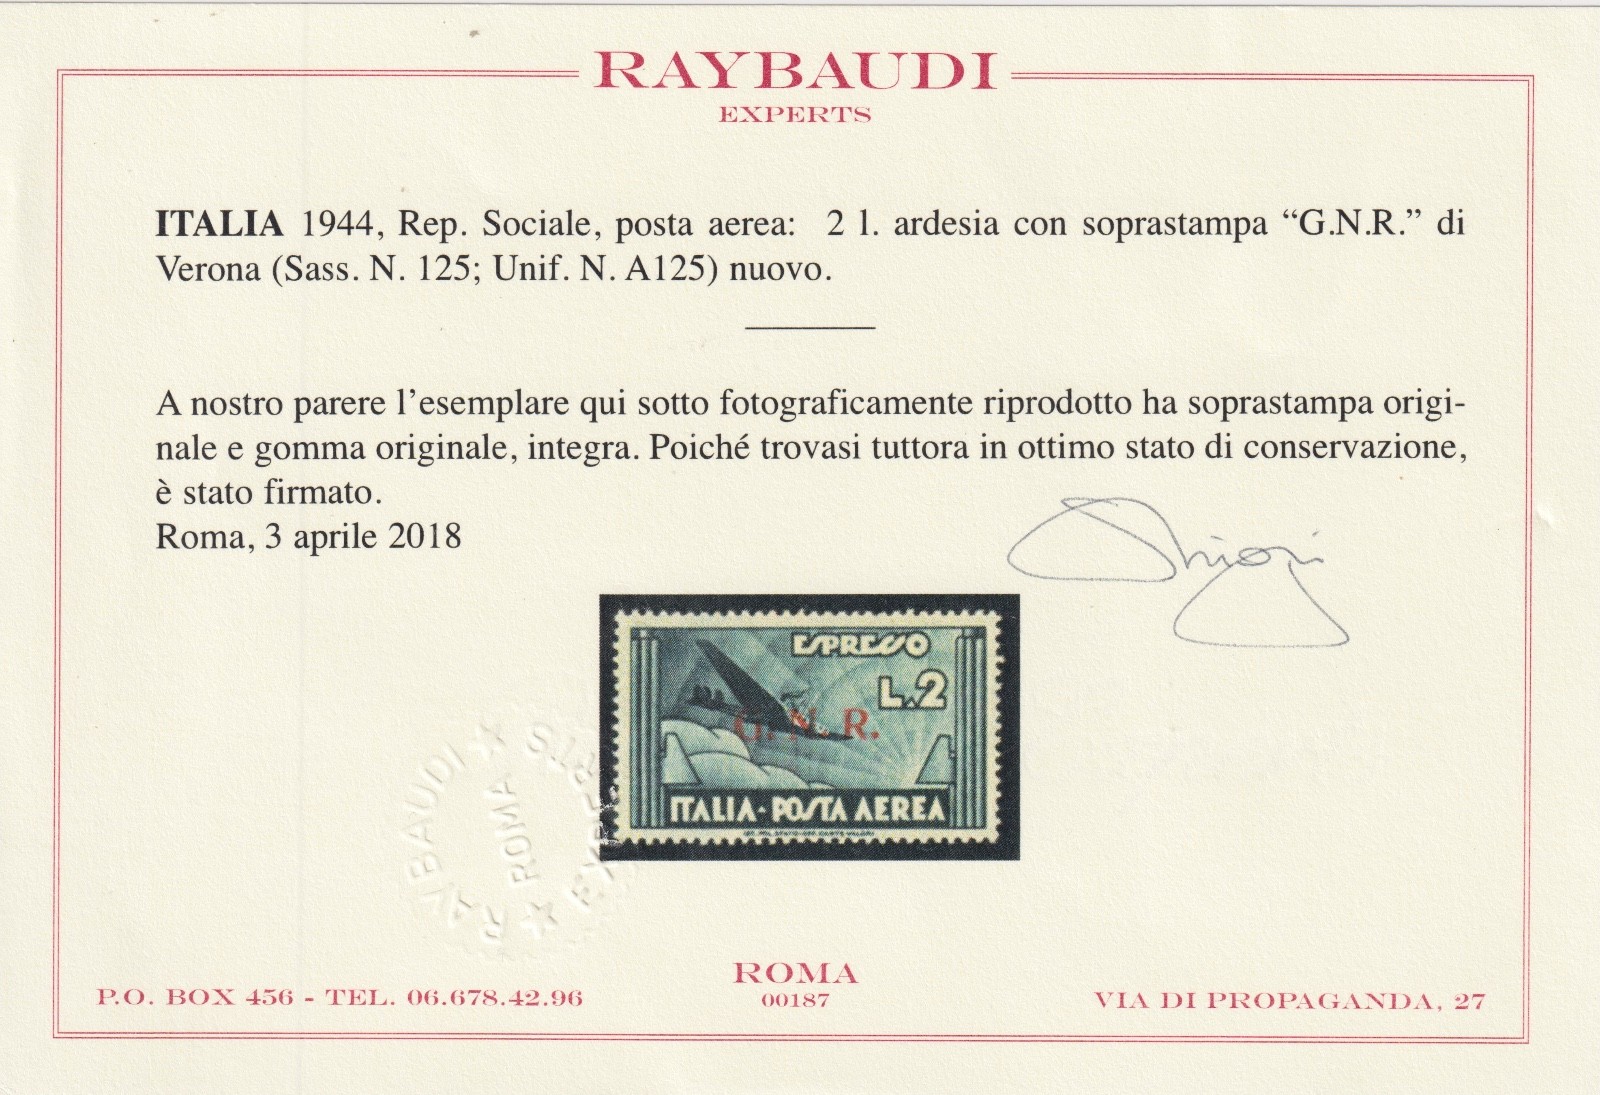 RAYBAUDI
EXPERTS
ITALIA 1944, Rep. Sociale, posta aerea: 2 l. ardesia con soprastampa “G.N.R.” di
Verona (Sass. N. 125; Unif. N. A125) nuovo.
A nostro parere l’esemplare qui sotto fotograficamente riprodotto ha soprastampa origi-
nale e gomma originale, integra. Poiché trovasi tuttora in ottimo stato di conservazione,
è stato firmato.
Roma, 3 aprile 2018
ESPRESSO
L.2
G. N. R.
ITALIA-POSTA AEREA
RAYBAUDI EXPERTS
ROMA
ROMA
00187
P.O. BOX 456 - TEL. 06.678.42.96
VIA DI PROPAGANDA, 27